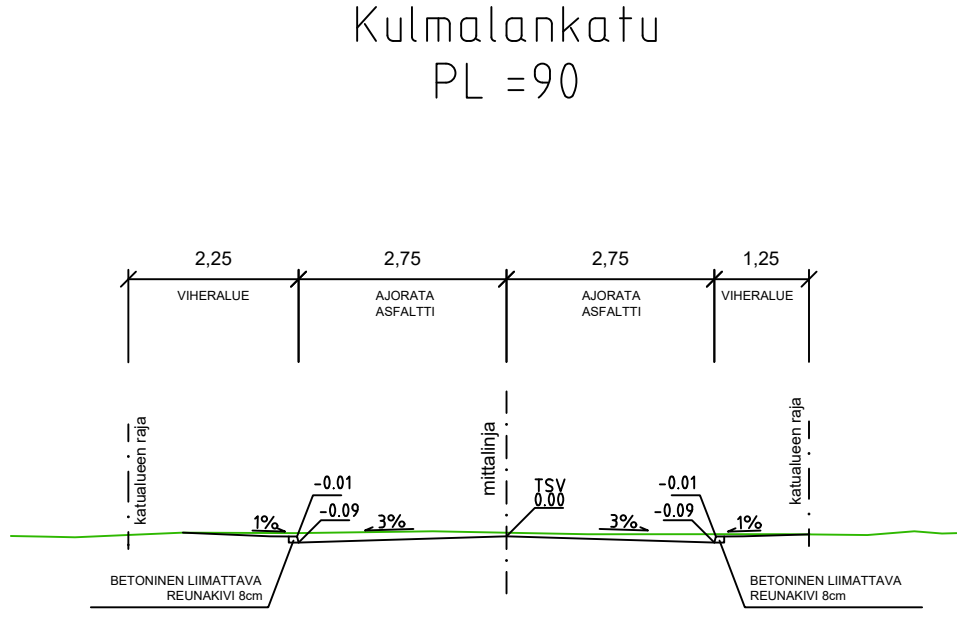 Kulmalankatu
PL =90
2,25
2,75
2,75
1,25
VIHERALUE
AJORATA
ASFALTTI
AJORATA
ASFALTTI
VIHERALUE
katualueen raja
mittalinja
katualueen raja
-0.01
-0.09
1%
3%
TSV
0.00
-0.01
-0.09
3%
1%
BETONINEN LIIMATTAVA
REUNAKIVI 8cm
BETONINEN LIIMATTAVA
REUNAKIVI 8cm